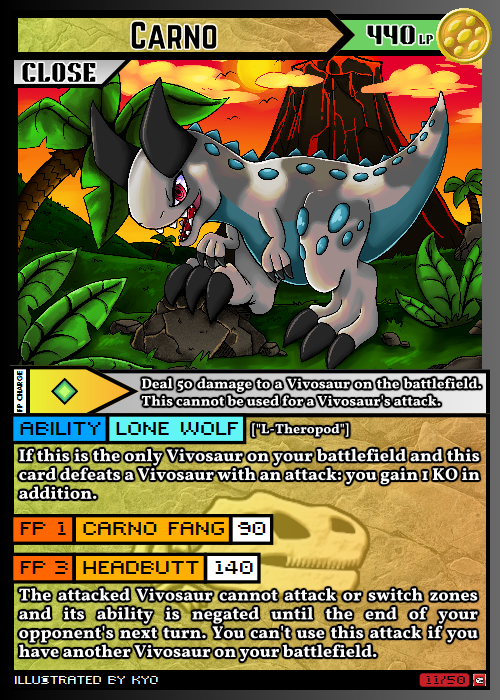 CARNO
440 LP
CLOSE
FP CHARGE
Deal 50 damage to a Vivosaur on the battlefield.
This cannot be used for a Vivosaur's attack.
ABILITY LONE WOLF ["L-Theropod"]
If this is the only Vivosaur on your battlefield and this
card defeats a Vivosaur with an attack: you gain 1 KO in
addition.
FP 1 CARNO FANG 90
FP 3 HEADBUTT 140
The attacked Vivosaur cannot attack or switch zones
and its ability is negated until the end of your
opponent's next turn. You can't use this attack if you
have another Vivosaur on your battlefield.
ILLUSTRATED BY KYO
11/50